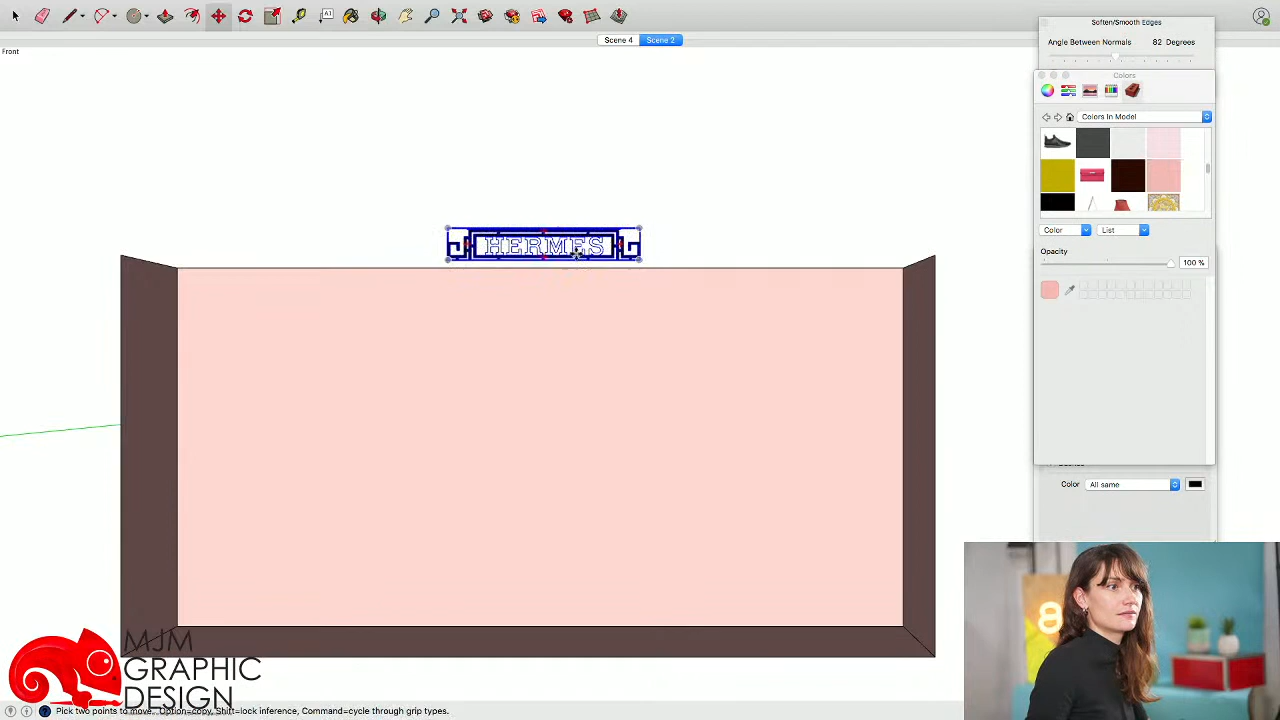 Soften/Smooth Edges
Scene 4
Scene 2
Angle Between Normals 82 Degrees
Front
Colors
Colors In Model
Color
List
Opacity
100 %
HERMES
Color
All same
8
MJM
GRAPHIC
DESIGN
Pick two points to move. Option=copy, Shift=lock inference, Command=cycle through grip types.